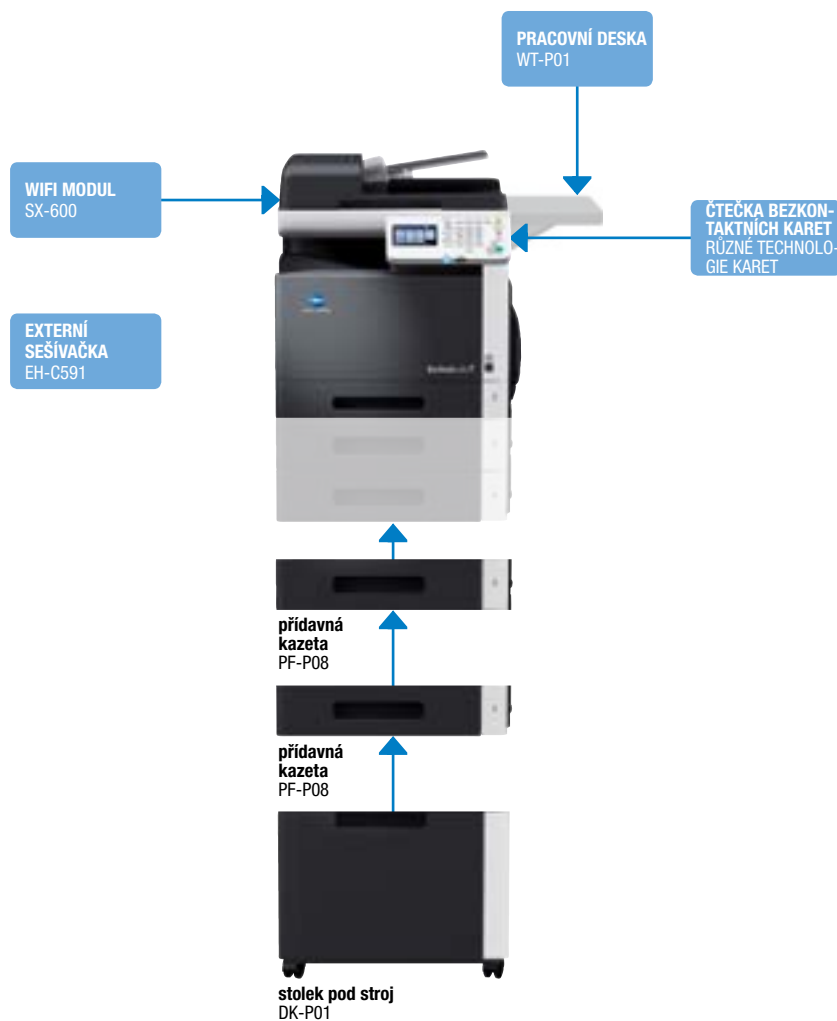 PRACOVNÍ DESKA
WT-P01
WIFI MODUL
SX-600
ČTEČKA BEZKON-
TAKTNÍCH KARET
RŮZNÉ TECHNOLO-
GIE KARET
EXTERNÍ
SEŠÍVAČKA
EH-C591
přídavná
kazeta
PF-P08
přídavná
kazeta
PF-P08
stolek pod stroj
DK-P01